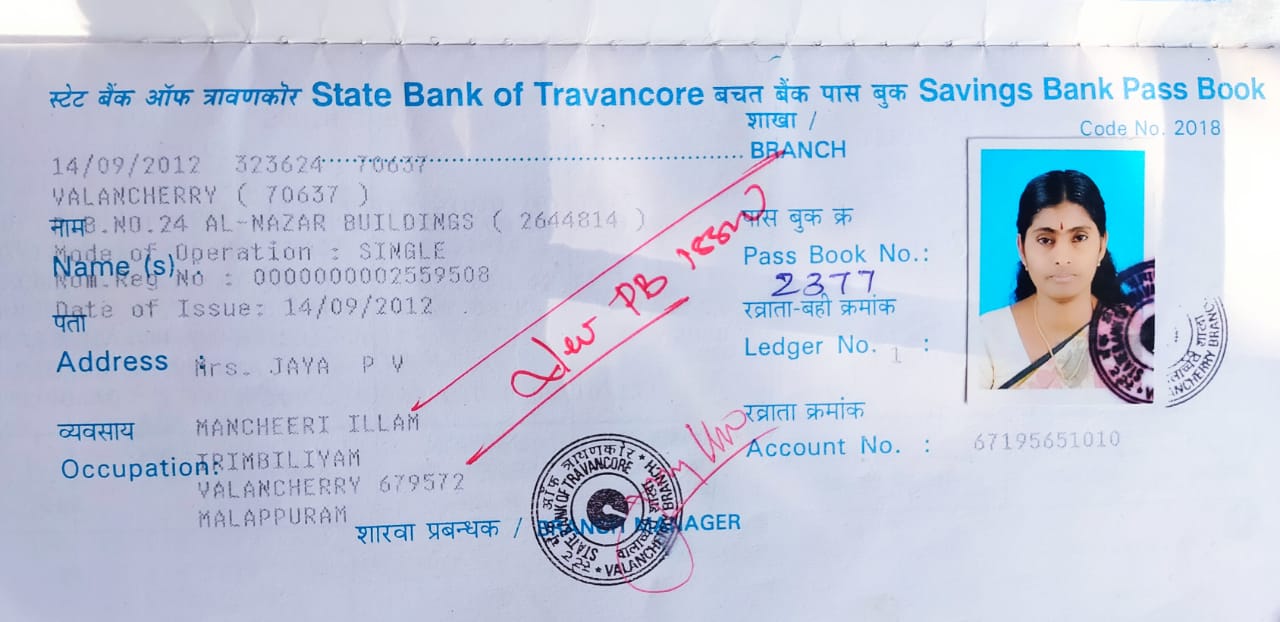 स्टेट बैंक ऑफ त्रावणकोर State Bank of Travancore बचत बैंक पास बुक Savings Bank Pass Book
शाखा /
Code No. 2018
14/09/2012 323624 70637 BRANCH
VALANCHERRY ( 70637 )
नाम B.NO.24 AL-NAZAR BUILDINGS ( 2644814 )
पास बुक क्र
Mode of Operation : SINGLE
Pass Book No.:
Name (s)
Nom.Reg No : 00000000002559508
2377
Date of Issue: 14/09/2012
खाता-बही क्रमांक
पता
Ledger No. 1 :
Address :
Mrs. JAYA P V
New PB issued
खाता क्रमांक
MANCHEERI ILLAM
व्यवसाय
Account No. : 67195651010
Occupation:
IRIMBILIYAM
VALANCHERRY 679572
MALAPPURAM
शारवा प्रबन्धक / BRANCH MANAGER
STATE BANK OF TRAVANCORE
VALANCHERRY BRANCH